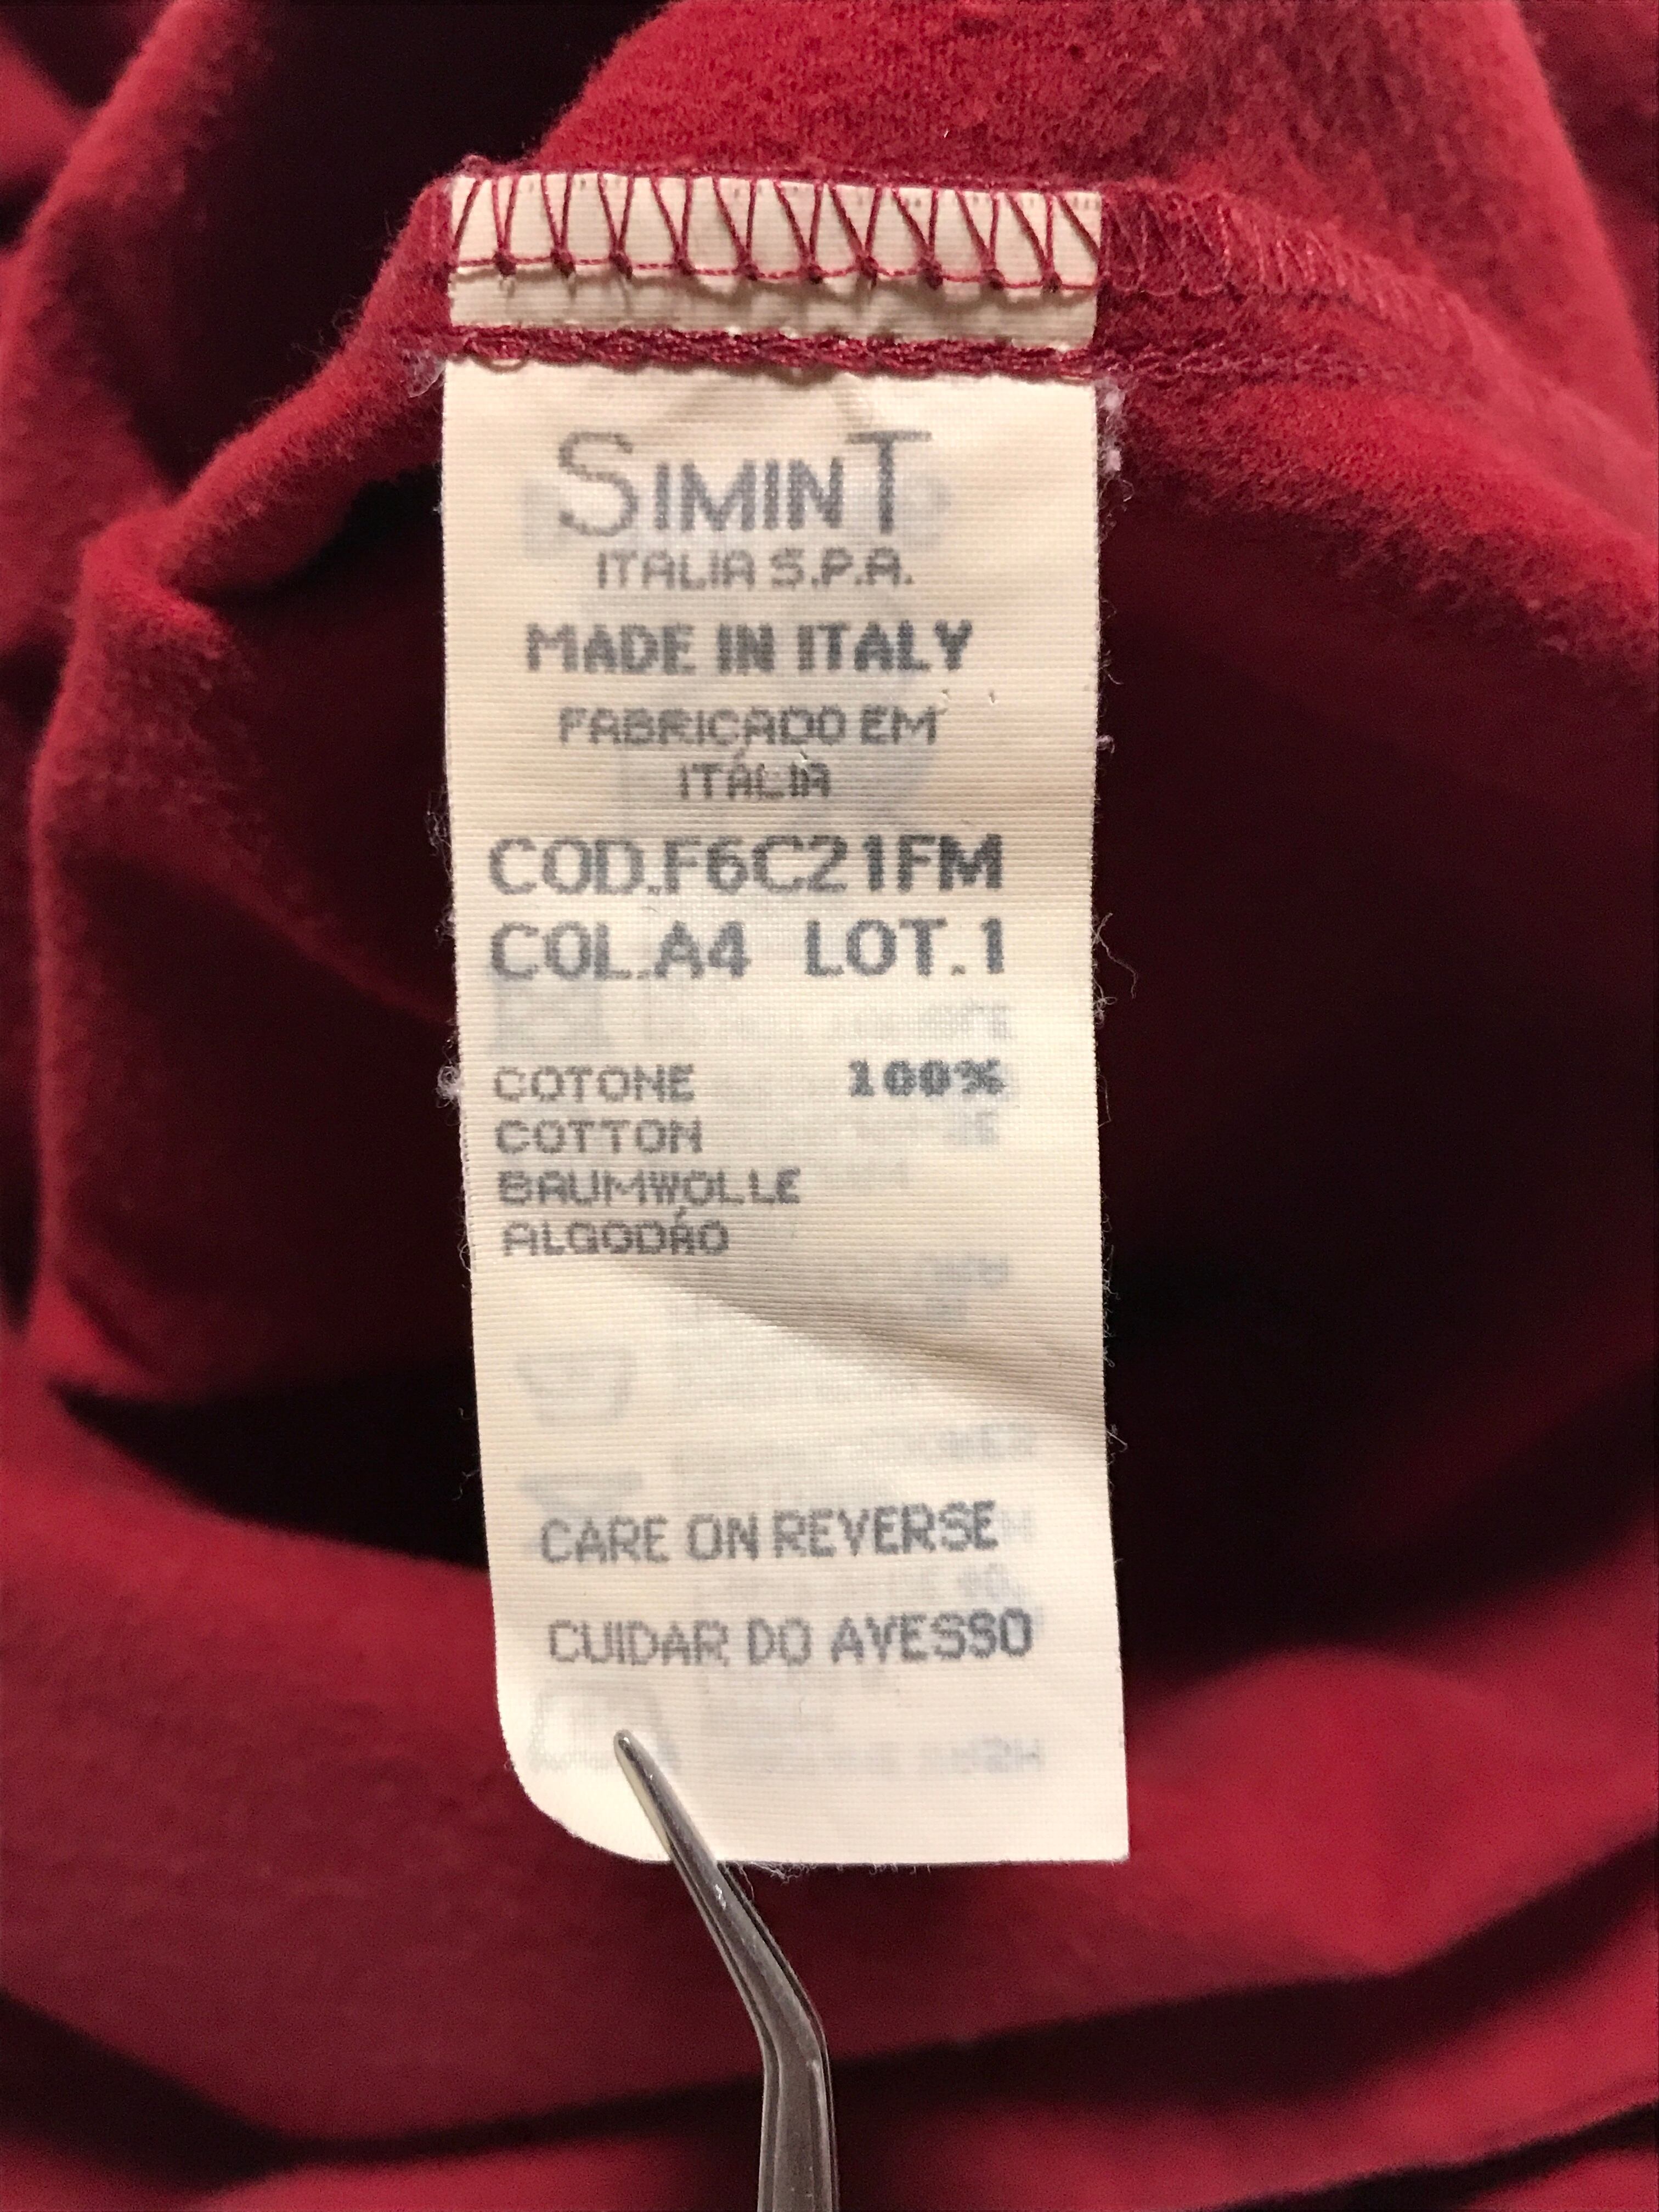 SIMINT
ITALIA S.P.A.
MADE IN ITALY
FABRICADO EM
ITÁLIA
COD.F6C21FM
COL.A4 LOT.1
COTONE 100%
COTTON
BAUMWOLLE
ALGODÃO
CARE ON REVERSE
CUIDAR DO AVESSO